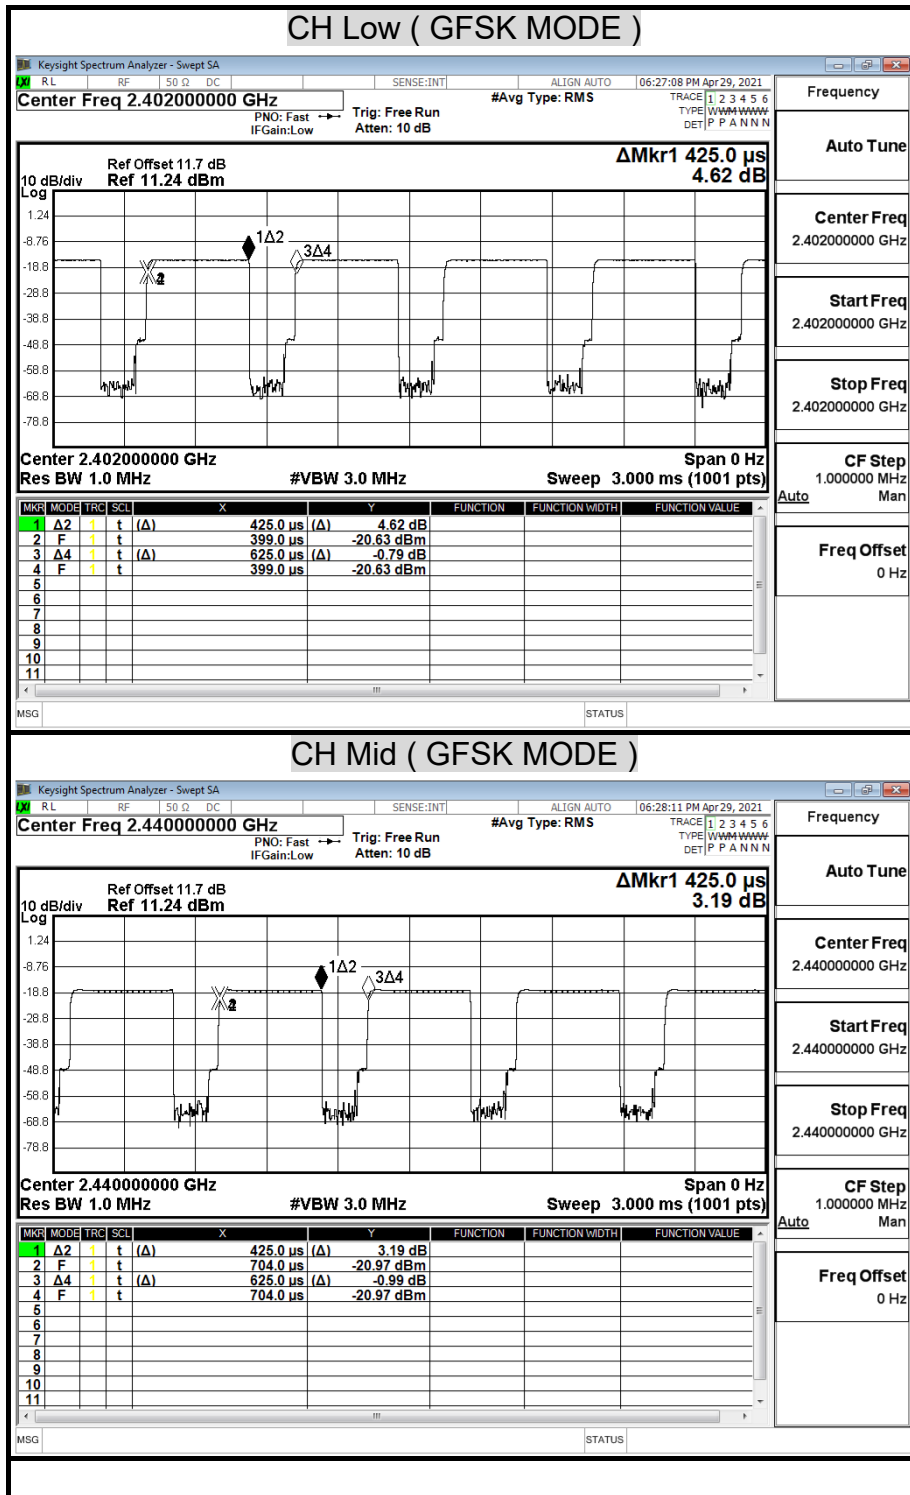 CH Low ( GFSK MODE )
Keysight Spectrum Analyzer - Swept SA
LXI RL RF 50 Ω DC SENSE:INT ALIGN AUTO 06:27:08 PM Apr 29, 2021
Center Freq 2.402000000 GHz #Avg Type: RMS TRACE 1 2 3 4 5 6
PNO: Fast Trig: Free Run TYPE WWMWWWW
IFGain:Low Atten: 10 dB DET P P A N N N
Frequency
Auto Tune
ΔMkr1 425.0 µs
4.62 dB
Ref Offset 11.7 dB
10 dB/div Ref 11.24 dBm
Log
1.24
-8.76
-18.8
-28.8
-38.8
-48.8
-58.8
-68.8
-78.8
1Δ2
3Δ4
Center Freq
2.402000000 GHz
Start Freq
2.402000000 GHz
Stop Freq
2.402000000 GHz
CF Step
1.000000 MHz
Auto Man
Freq Offset
0 Hz
Center 2.402000000 GHz Span 0 Hz
Res BW 1.0 MHz #VBW 3.0 MHz Sweep 3.000 ms (1001 pts)
MKR MODE TRC SCL X Y FUNCTION FUNCTION WIDTH FUNCTION VALUE
1 Δ2 1 t (Δ) 425.0 µs (Δ) 4.62 dB
2 F 1 t 399.0 µs -20.63 dBm
3 Δ4 1 t (Δ) 625.0 µs (Δ) -0.79 dB
4 F 1 t 399.0 µs -20.63 dBm
5
6
7
8
9
10
11
MSG STATUS
CH Mid ( GFSK MODE )
Keysight Spectrum Analyzer - Swept SA
LXI RL RF 50 Ω DC SENSE:INT ALIGN AUTO 06:28:11 PM Apr 29, 2021
Center Freq 2.440000000 GHz #Avg Type: RMS TRACE 1 2 3 4 5 6
PNO: Fast Trig: Free Run TYPE WWMWWWW
IFGain:Low Atten: 10 dB DET P P A N N N
Frequency
Auto Tune
ΔMkr1 425.0 µs
3.19 dB
Ref Offset 11.7 dB
10 dB/div Ref 11.24 dBm
Log
1.24
-8.76
-18.8
-28.8
-38.8
-48.8
-58.8
-68.8
-78.8
1Δ2
3Δ4
Center Freq
2.440000000 GHz
Start Freq
2.440000000 GHz
Stop Freq
2.440000000 GHz
CF Step
1.000000 MHz
Auto Man
Freq Offset
0 Hz
Center 2.440000000 GHz Span 0 Hz
Res BW 1.0 MHz #VBW 3.0 MHz Sweep 3.000 ms (1001 pts)
MKR MODE TRC SCL X Y FUNCTION FUNCTION WIDTH FUNCTION VALUE
1 Δ2 1 t (Δ) 425.0 µs (Δ) 3.19 dB
2 F 1 t 704.0 µs -20.97 dBm
3 Δ4 1 t (Δ) 625.0 µs (Δ) -0.99 dB
4 F 1 t 704.0 µs -20.97 dBm
5
6
7
8
9
10
11
MSG STATUS